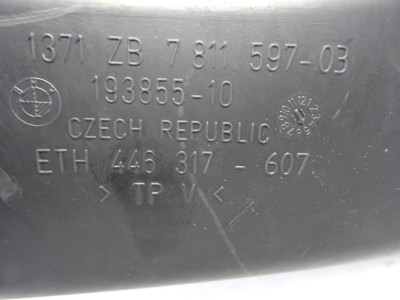 1371 ZB 7 811 597-03
193855-10
CZECH REPUBLIC
ETH 446 317 - 607
> TP V <